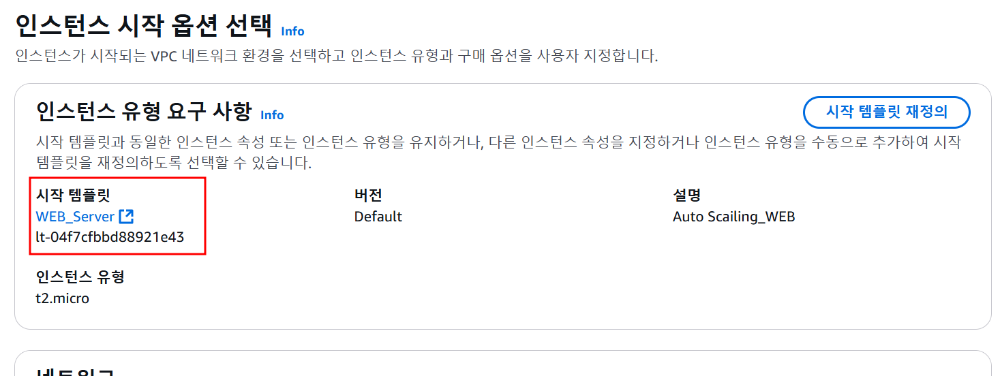 인스턴스 시작 옵션 선택 Info
인스턴스가 시작되는 VPC 네트워크 환경을 선택하고 인스턴스 유형과 구매 옵션을 사용자 지정합니다.
인스턴스 유형 요구 사항 Info
시작 템플릿 재정의
시작 템플릿과 동일한 인스턴스 속성 또는 인스턴스 유형을 유지하거나, 다른 인스턴스 속성을 지정하거나 인스턴스 유형을 수동으로 추가하여 시작
템플릿을 재정의하도록 선택할 수 있습니다.
시작 템플릿
WEB_Server
lt-04f7cfbbd88921e43
버전
Default
설명
Auto Scailing_WEB
인스턴스 유형
t2.micro